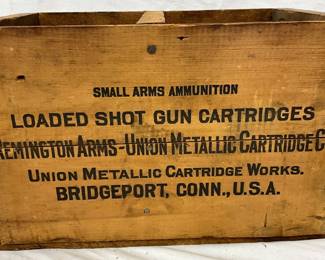 SMALL ARMS AMMUNITION
LOADED SHOT GUN CARTRIDGES
REMINGTON ARMS-UNION METALLIC CARTRIDGE C
UNION METALLIC CARTRIDGE WORKS.
BRIDGEPORT, CONN., U.S.A.